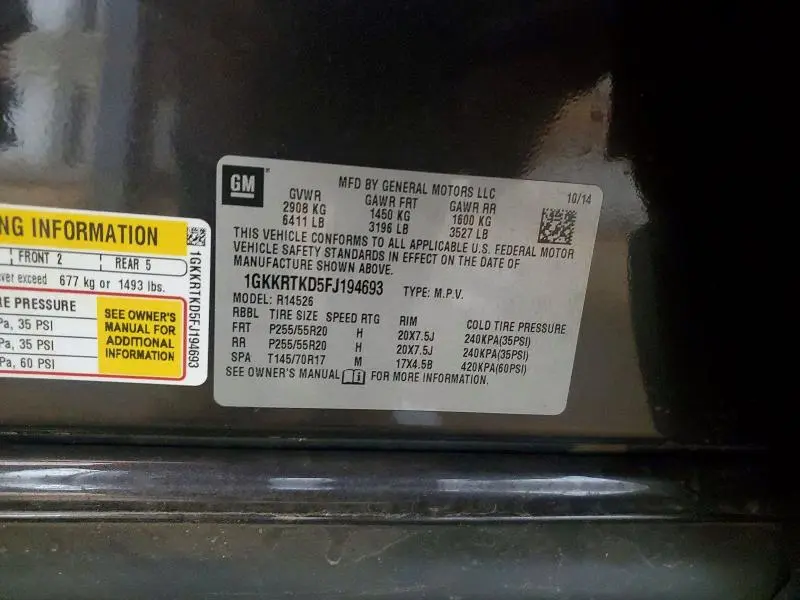 NG INFORMATION
FRONT 2 REAR 5
ver exceed 677 kg or 1493 lbs.
E PRESSURE
Pa, 35 PSI
Pa, 35 PSI
Pa, 60 PSI
SEE OWNER'S
MANUAL FOR
ADDITIONAL
INFORMATION
1GKKRTKD5FJ194693
GM
MFD BY GENERAL MOTORS LLC 10/14
GVWR GAWR FRT GAWR RR
2908 KG 1450 KG 1600 KG
6411 LB 3196 LB 3527 LB
THIS VEHICLE CONFORMS TO ALL APPLICABLE U.S. FEDERAL MOTOR
VEHICLE SAFETY STANDARDS IN EFFECT ON THE DATE OF
MANUFACTURE SHOWN ABOVE.
1GKKRTKD5FJ194693 TYPE: M.P.V.
MODEL: R14526
RBBL TIRE SIZE SPEED RTG RIM COLD TIRE PRESSURE
FRT P255/55R20 H 20X7.5J 240KPA(35PSI)
RR P255/55R20 H 20X7.5J 240KPA(35PSI)
SPA T145/70R17 M 17X4.5B 420KPA(60PSI)
SEE OWNER'S MANUAL i FOR MORE INFORMATION.